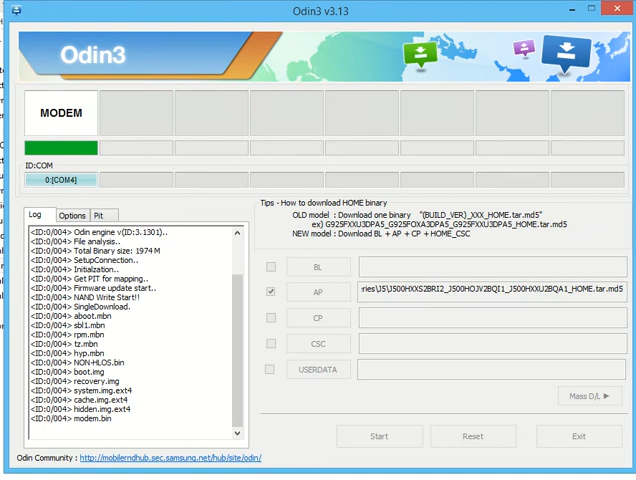 Odin3 v3.13
Odin3
MODEM
ID:COM
0:[COM4]
Log
Options
Pit
<ID:0/004> Odin engine v(ID:3.1301)..
<ID:0/004> File analysis..
<ID:0/004> Total Binary size: 1974 M
<ID:0/004> SetupConnection..
<ID:0/004> Initialzation..
<ID:0/004> Get PIT for mapping..
<ID:0/004> Firmware update start..
<ID:0/004> NAND Write Start!!
<ID:0/004> SingleDownload.
<ID:0/004> aboot.mbn
<ID:0/004> sbl1.mbn
<ID:0/004> rpm.mbn
<ID:0/004> tz.mbn
<ID:0/004> hyp.mbn
<ID:0/004> NON-HLOS.bin
<ID:0/004> boot.img
<ID:0/004> recovery.img
<ID:0/004> system.img.ext4
<ID:0/004> cache.img.ext4
<ID:0/004> hidden.img.ext4
<ID:0/004> modem.bin
Tips - How to download HOME binary
OLD model : Download one binary "(BUILD_VER)_XXX_HOME.tar.md5"
ex) G925FXXU3DPA5_G925FOXA3DPA5_G925FXXU3DPA5_HOME.tar.md5
NEW model : Download BL + AP + CP + HOME_CSC
BL
AP
ries\J5\J500HXXS2BRI2_J500HOJV2BQI1_J500HXXU2BQA1_HOME.tar.md5
CP
CSC
USERDATA
Mass D/L ▶
Start
Reset
Exit
Odin Community : http://mobilerndhub.sec.samsung.net/hub/site/odin/